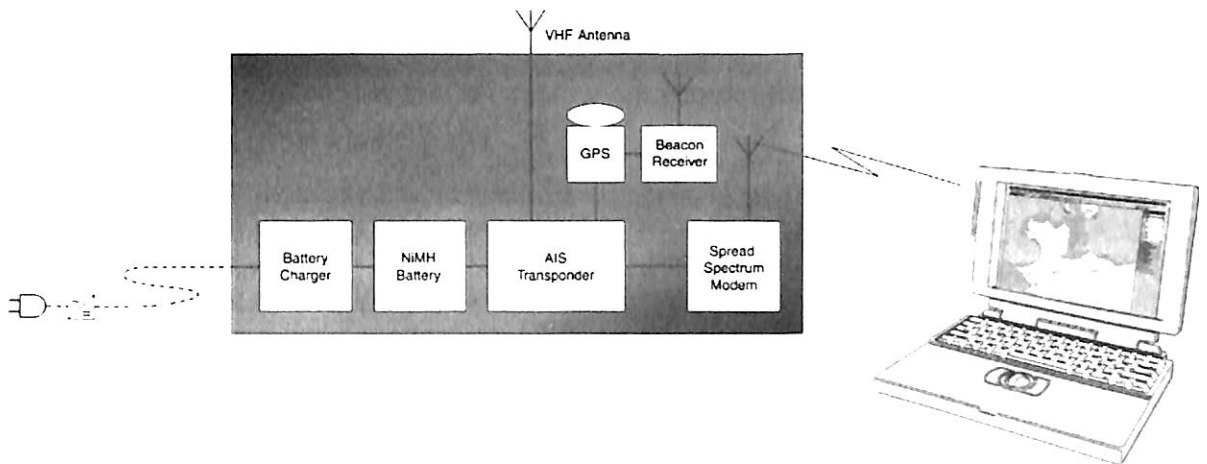 VHF Antenna
GPS
Beacon
Receiver
Battery
Charger
NiMH
Battery
AIS
Transponder
Spread
Spectrum
Modem